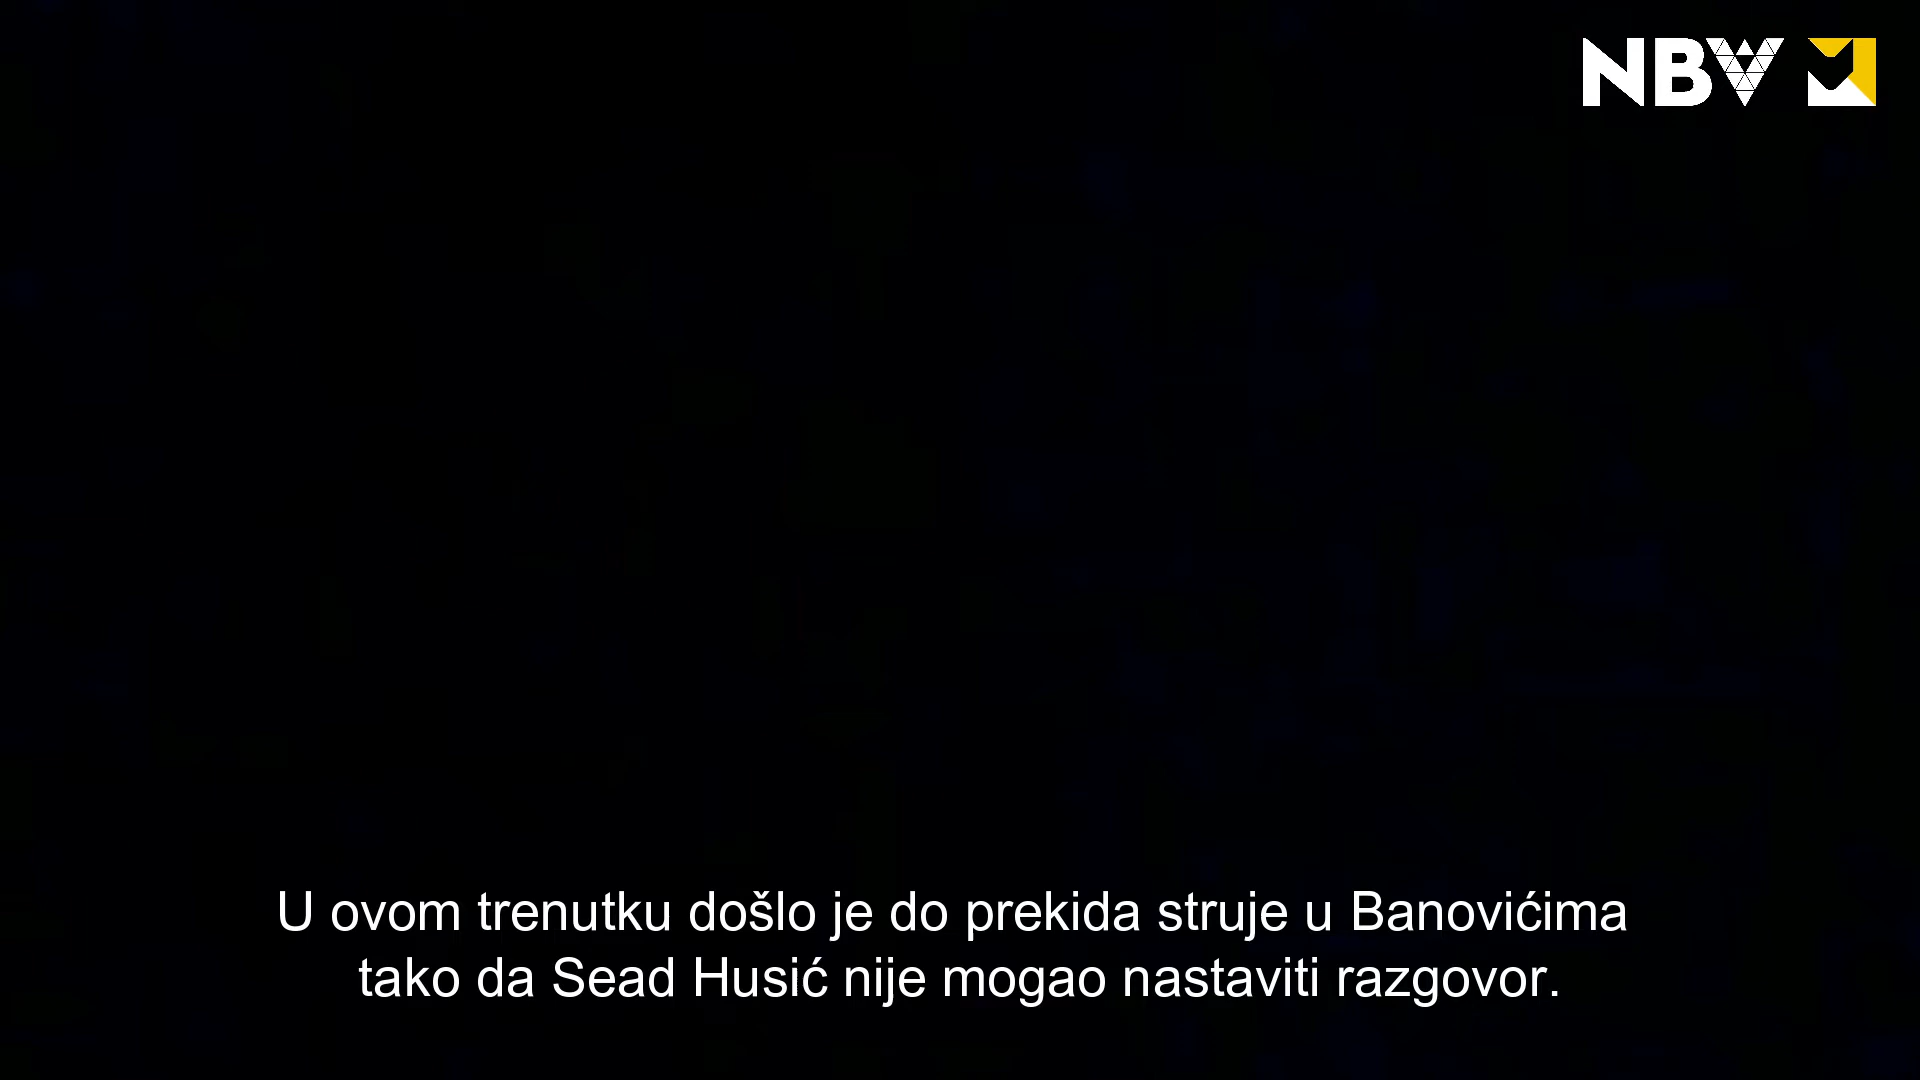 NBV
U ovom trenutku došlo je do prekida struje u Banovićima
tako da Sead Husić nije mogao nastaviti razgovor.